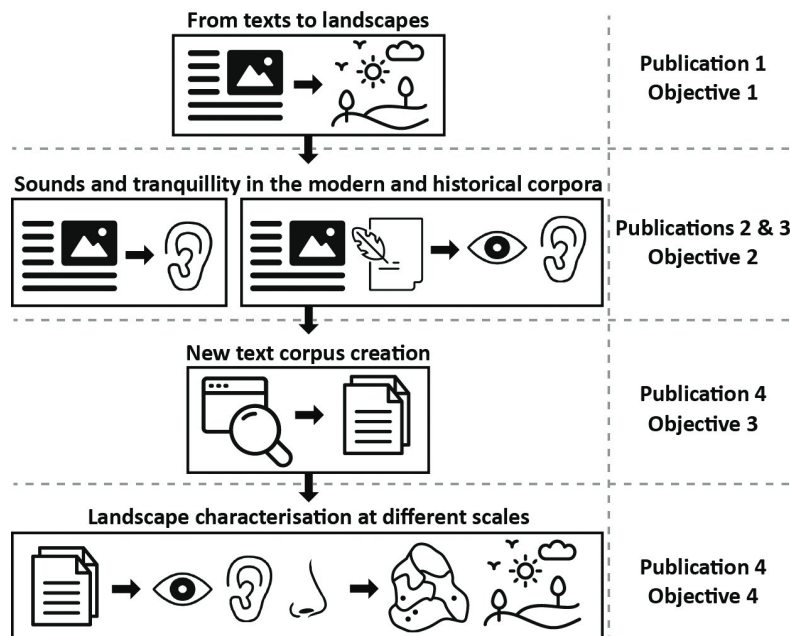 From texts to landscapes
Publication 1
Objective 1
Sounds and tranquillity in the modern and historical corpora
Publications 2 & 3
Objective 2
New text corpus creation
Publication 4
Objective 3
Landscape characterisation at different scales
Publication 4
Objective 4